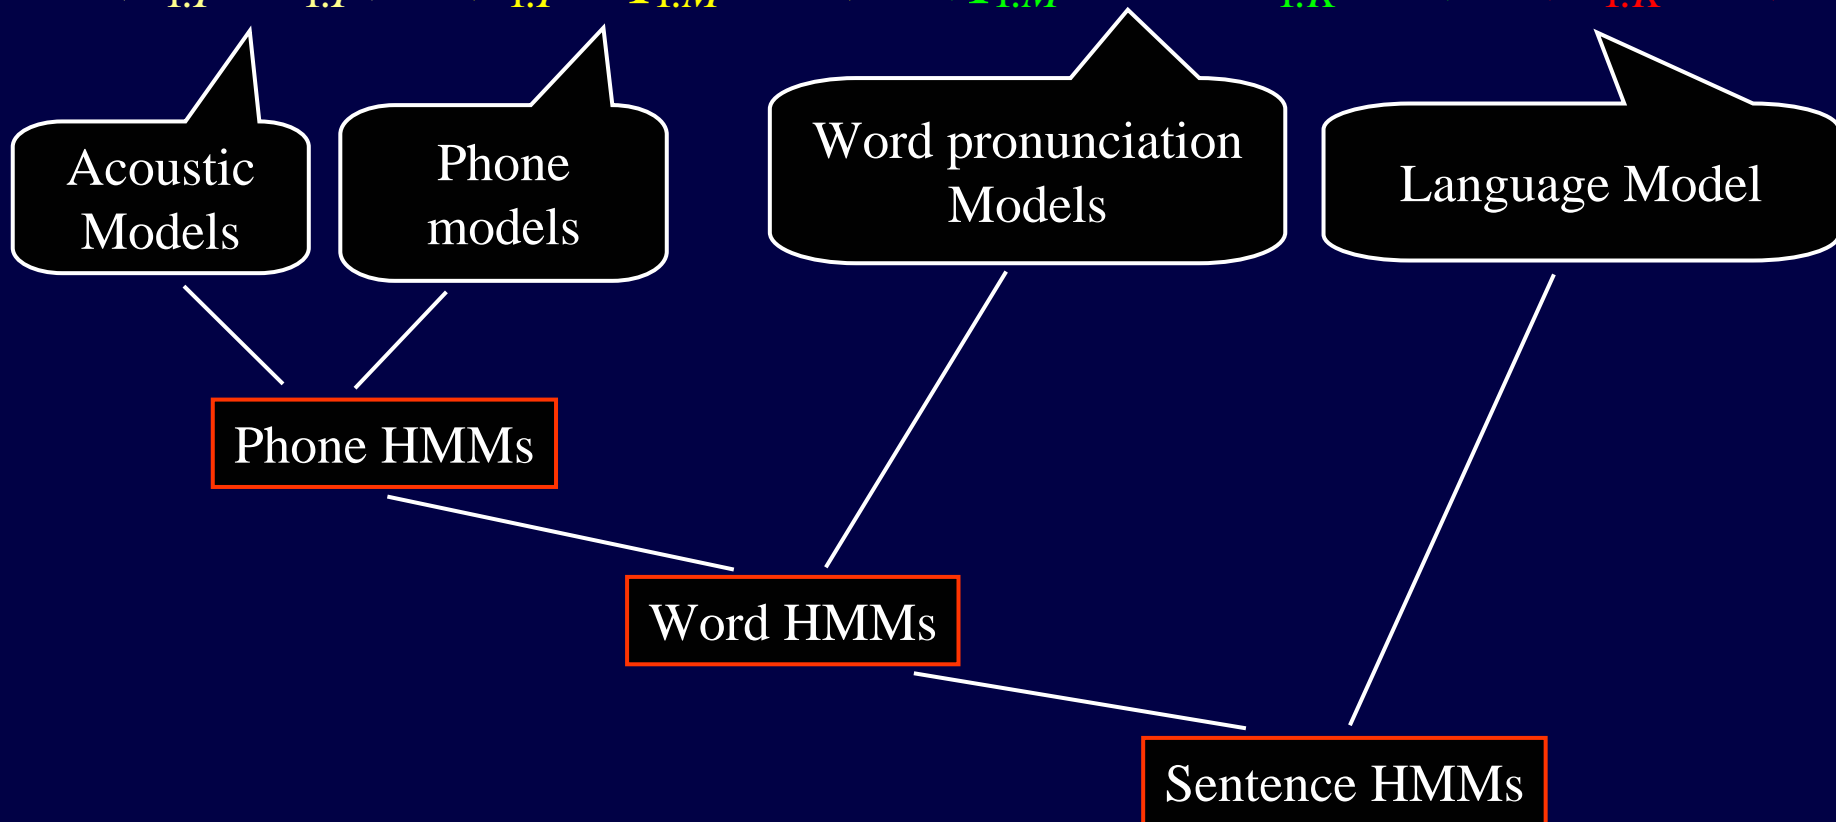 Acoustic
Models
Phone
models
Word pronunciation
Models
Language Model
Phone HMMs
Word HMMs
Sentence HMMs